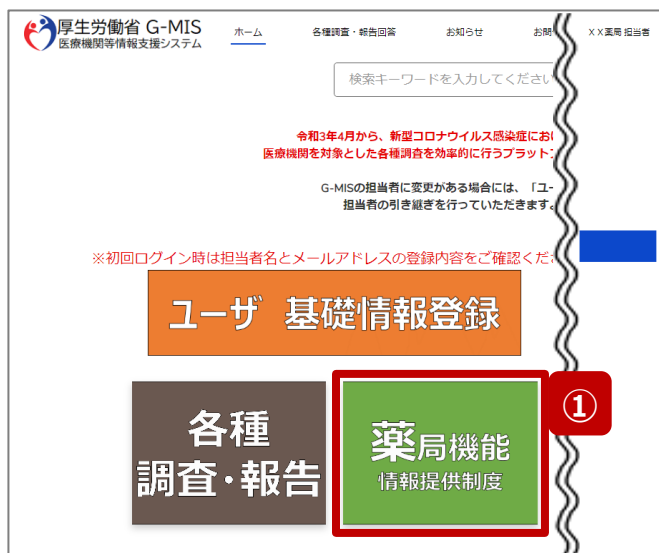 厚生労働省 G-MIS
医療機関等情報支援システム
ホーム
各種調査・報告回答
お知らせ
お問
XX薬局 担当者
検索キーワードを入力してください
令和3年4月から、新型コロナウイルス感染症にお
医療機関を対象とした各種調査を効率的に行うプラット
G-MISの担当者に変更がある場合には、「ユー
担当者の引き継ぎを行っていただきます。
※初回ログイン時は担当者名とメールアドレスの登録内容をご確認くだ
ユーザ 基礎情報登録
各種
調査・報告
薬局機能
情報提供制度
①